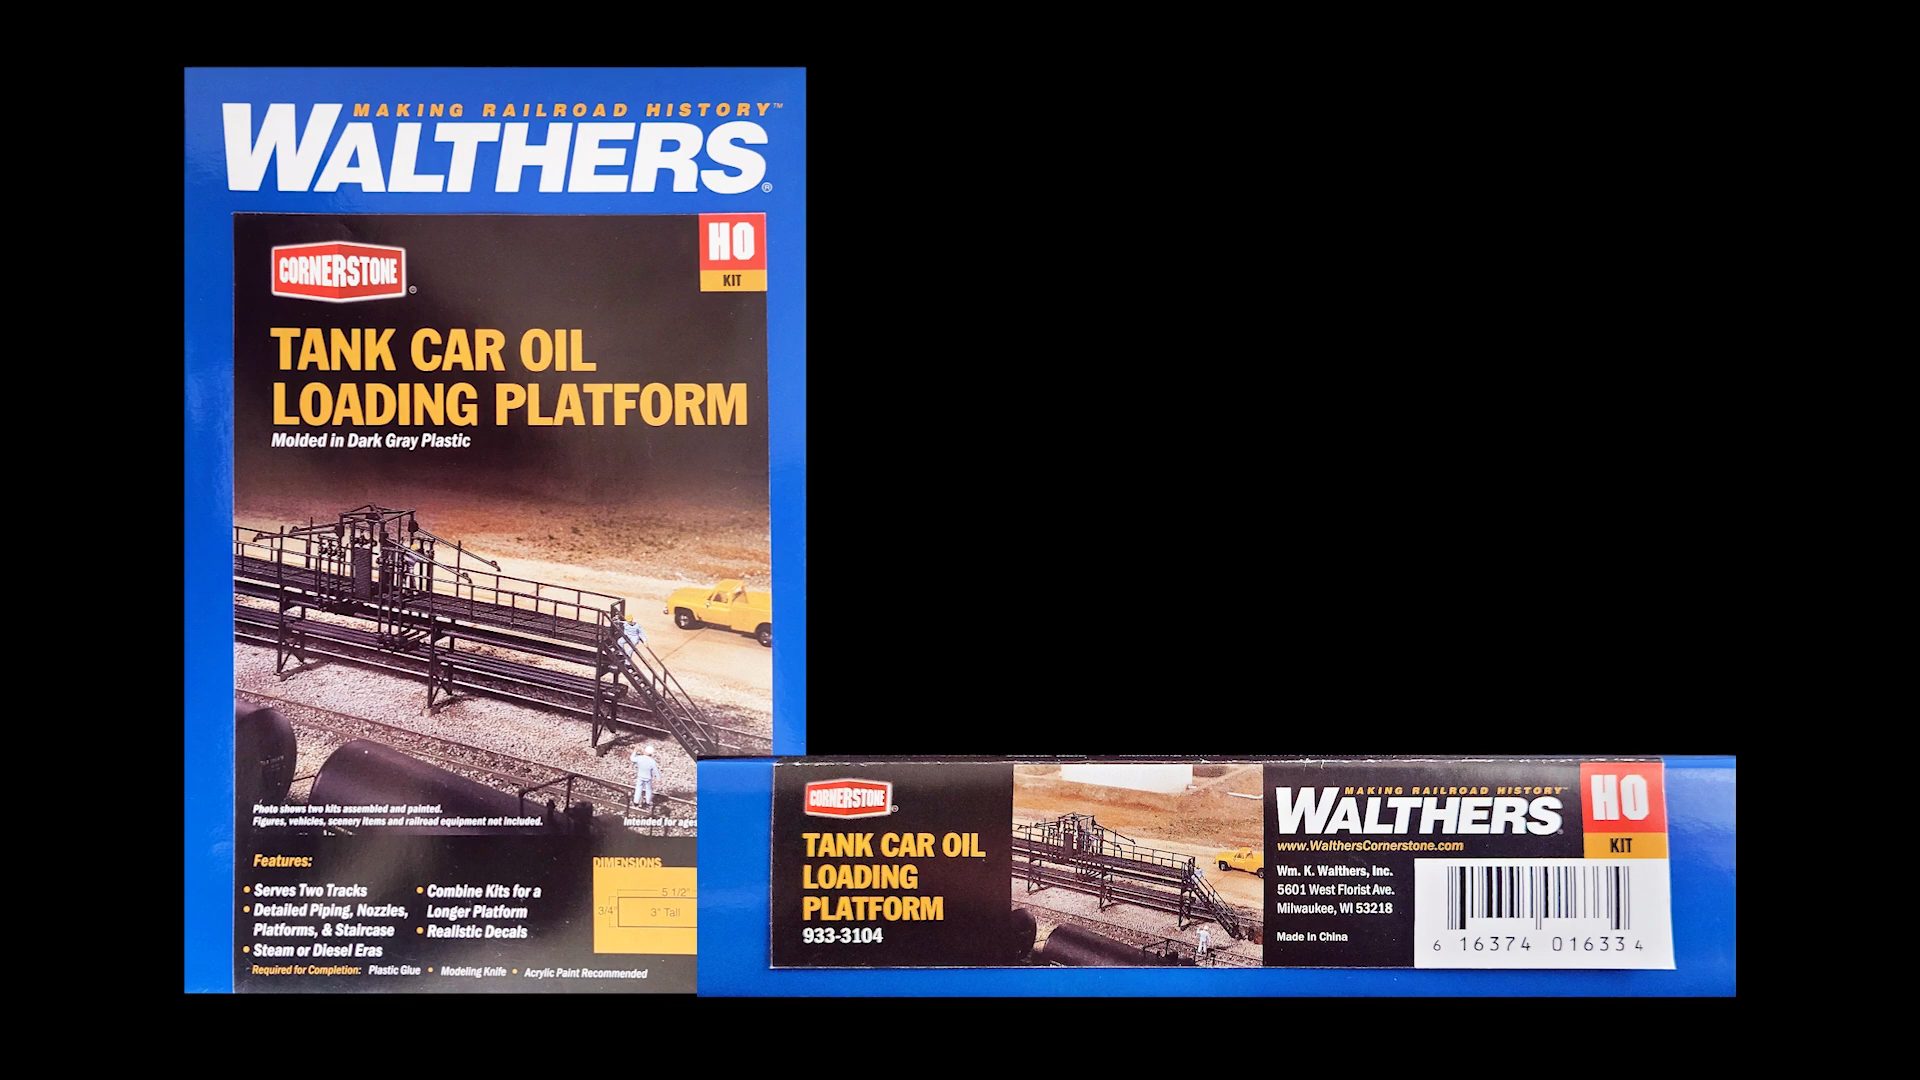 MAKING RAILROAD HISTORY™
WALTHERS®
CORNERSTONE®
HO
KIT
TANK CAR OIL
LOADING PLATFORM
Molded in Dark Gray Plastic
Photo shows two kits assembled and painted.
Figures, vehicles, scenery items and railroad equipment not included.
Intended for ages
Features:
• Serves Two Tracks
• Detailed Piping, Nozzles,
Platforms, & Staircase
• Steam or Diesel Eras
• Combine Kits for a
Longer Platform
• Realistic Decals
DIMENSIONS
5 1/2"
3/4"
3" Tall
Required for Completion: Plastic Glue • Modeling Knife • Acrylic Paint Recommended
CORNERSTONE®
TANK CAR OIL
LOADING
PLATFORM
933-3104
MAKING RAILROAD HISTORY™
WALTHERS®
www.WalthersCornerstone.com
Wm. K. Walthers, Inc.
5601 West Florist Ave.
Milwaukee, WI 53218
Made in China
HO
KIT
6 16374 01633 4